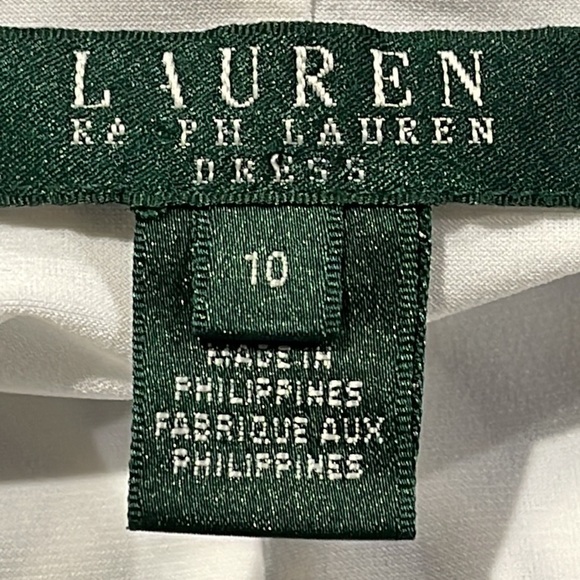 LAUREN
RALPH LAUREN
DRESS
10
MADE IN
PHILIPPINES
FABRIQUE AUX
PHILIPPINES